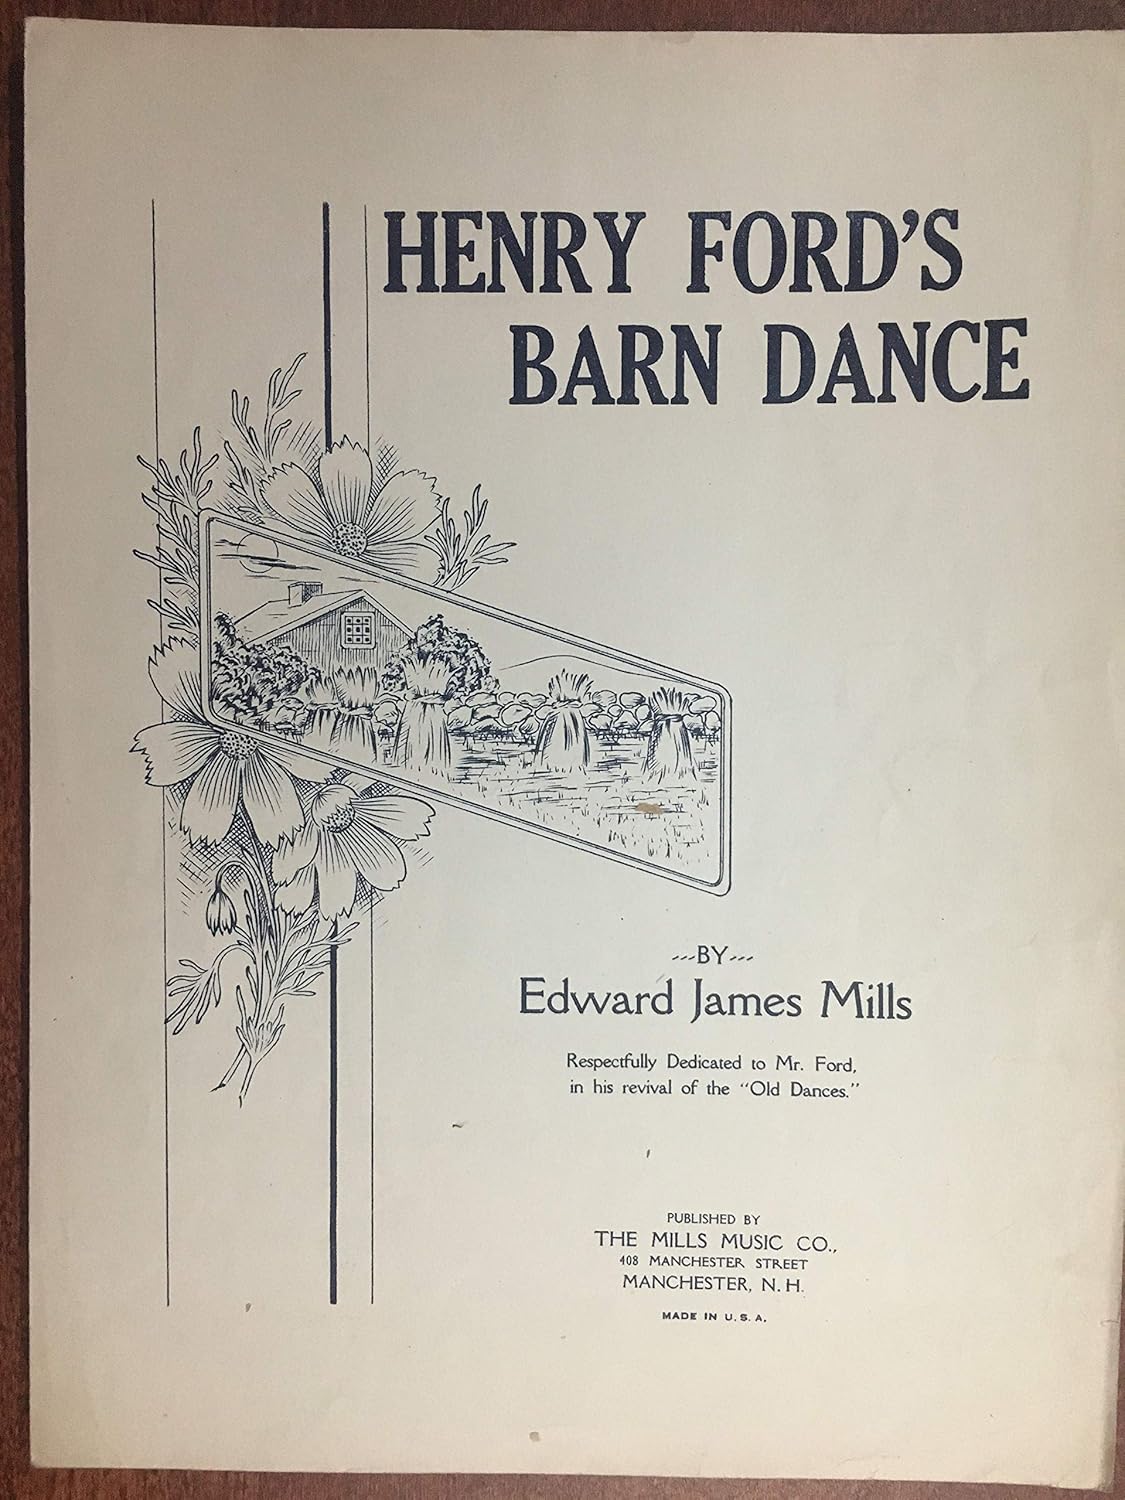 HENRY FORD'S
BARN DANCE
---BY---
Edward James Mills
Respectfully Dedicated to Mr. Ford,
in his revival of the "Old Dances."
PUBLISHED BY
THE MILLS MUSIC CO.,
408 MANCHESTER STREET
MANCHESTER, N. H.
MADE IN U. S. A.